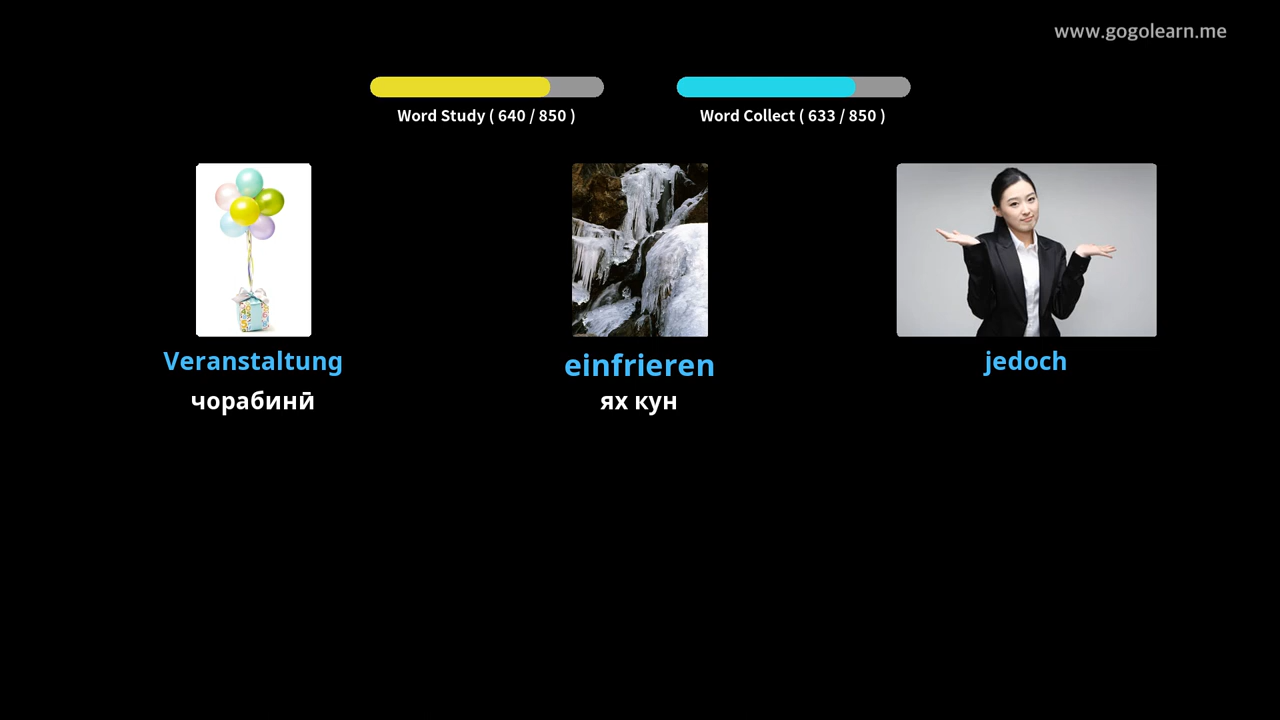 www.gogolearn.me
Word Study ( 640 / 850 )
Word Collect ( 633 / 850 )
Veranstaltung
чорабинӣ
einfrieren
ях кун
jedoch